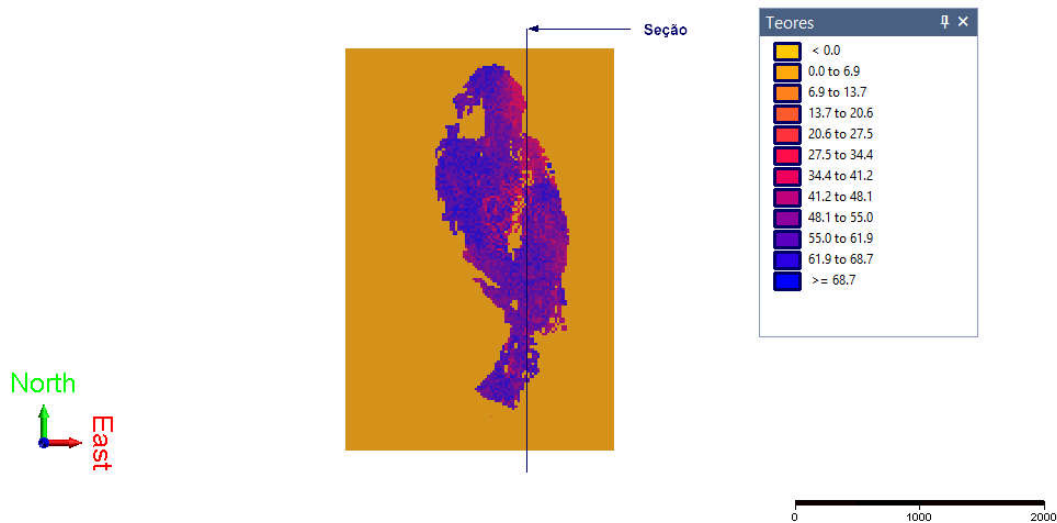 Seção
Teores
< 0.0
0.0 to 6.9
6.9 to 13.7
13.7 to 20.6
20.6 to 27.5
27.5 to 34.4
34.4 to 41.2
41.2 to 48.1
48.1 to 55.0
55.0 to 61.9
61.9 to 68.7
>= 68.7
North
East
0 1000 2000